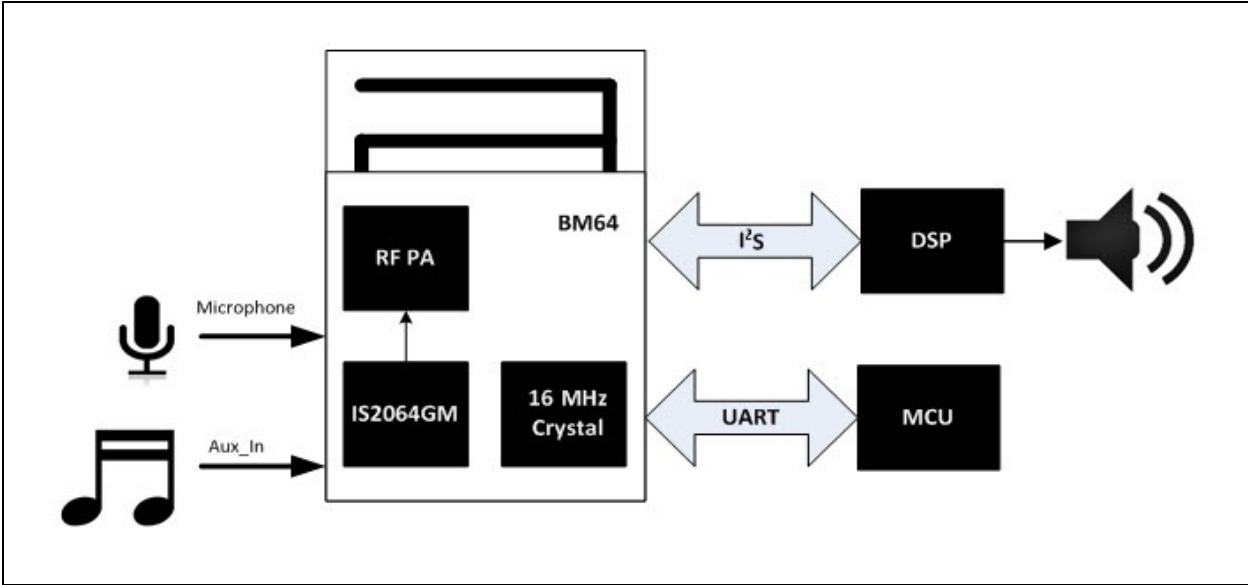 BM64
RF PA
I²S
DSP
Microphone
IS2064GM
16 MHz
Crystal
UART
MCU
Aux_In